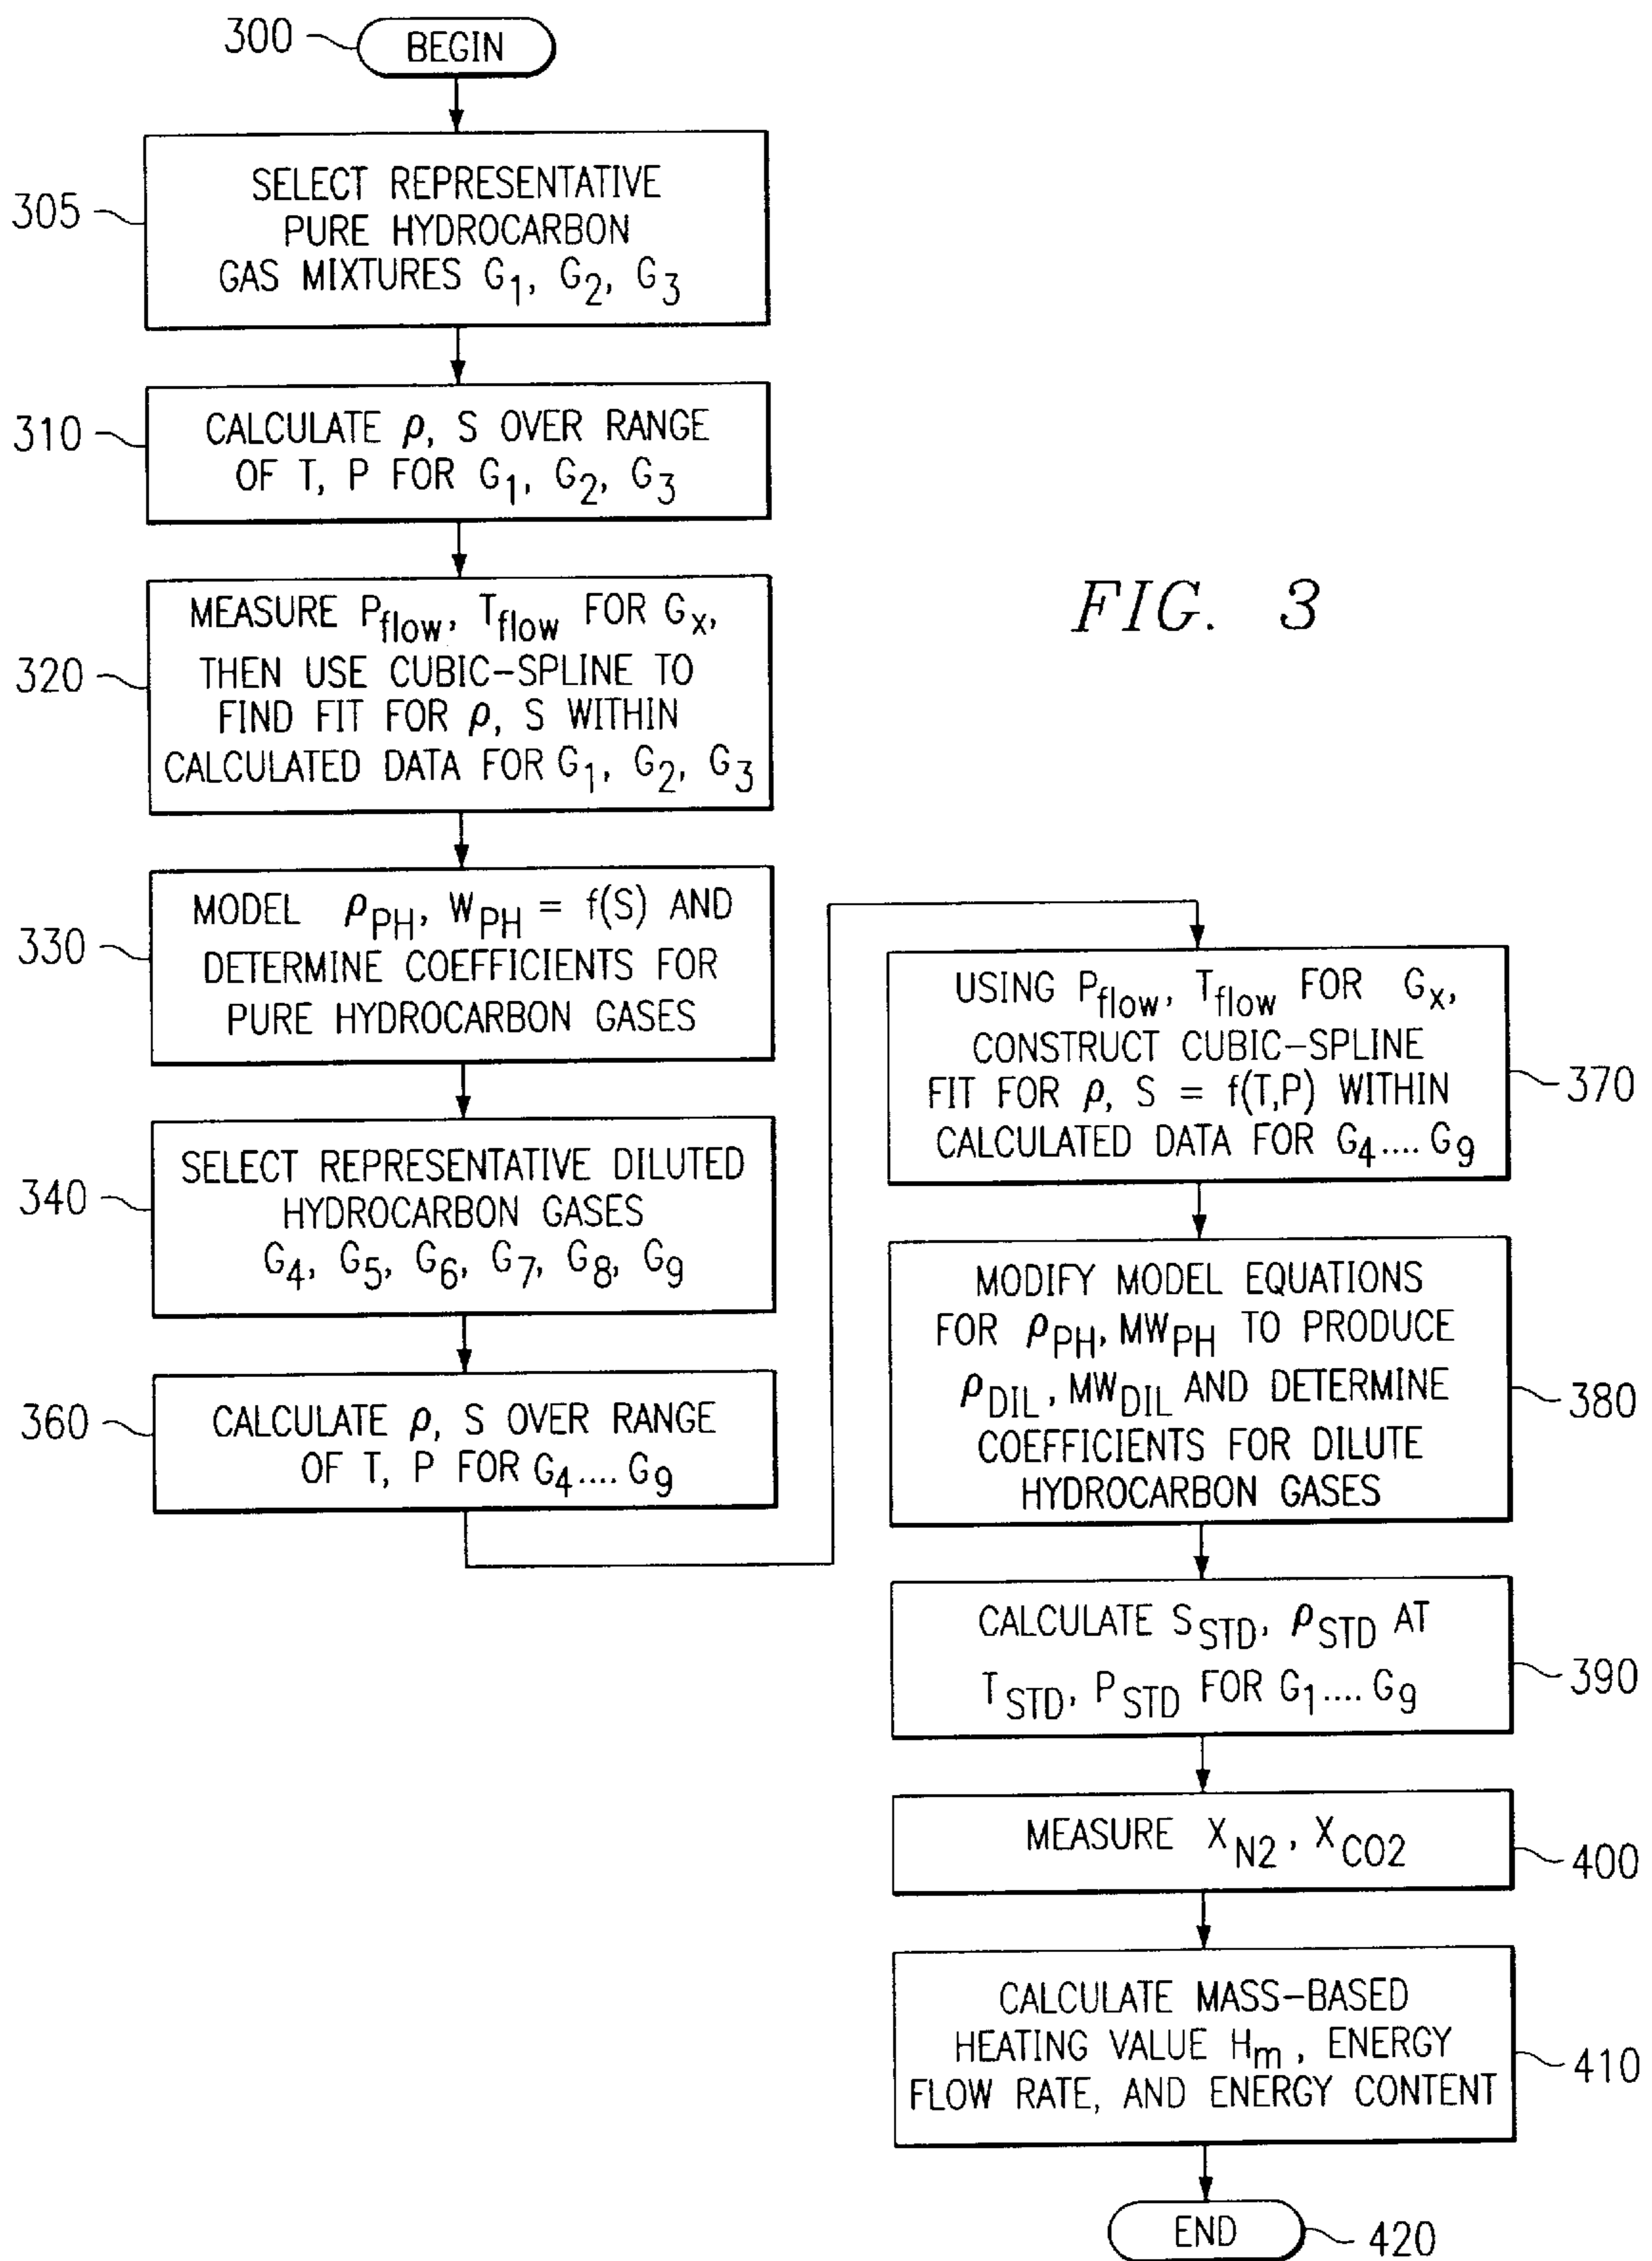 300
BEGIN
305
SELECT REPRESENTATIVE
PURE HYDROCARBON
GAS MIXTURES G1, G2, G3
310
CALCULATE ρ, S OVER RANGE
OF T, P FOR G1, G2, G3
320
MEASURE Pflow, Tflow FOR Gx,
THEN USE CUBIC-SPLINE TO
FIND FIT FOR ρ, S WITHIN
CALCULATED DATA FOR G1, G2, G3
330
MODEL ρPH, WPH = f(S) AND
DETERMINE COEFFICIENTS FOR
PURE HYDROCARBON GASES
340
SELECT REPRESENTATIVE DILUTED
HYDROCARBON GASES
G4, G5, G6, G7, G8, G9
360
CALCULATE ρ, S OVER RANGE
OF T, P FOR G4.... G9
FIG. 3
USING Pflow, Tflow FOR Gx,
CONSTRUCT CUBIC-SPLINE
FIT FOR ρ, S = f(T,P) WITHIN
CALCULATED DATA FOR G4.... G9
370
MODIFY MODEL EQUATIONS
FOR ρPH, MWPH TO PRODUCE
ρDIL, MWDIL AND DETERMINE
COEFFICIENTS FOR DILUTE
HYDROCARBON GASES
380
CALCULATE SSTD, ρSTD AT
TSTD, PSTD FOR G1.... G9
390
MEASURE XN2, XCO2
400
CALCULATE MASS-BASED
HEATING VALUE Hm, ENERGY
FLOW RATE, AND ENERGY CONTENT
410
END
420